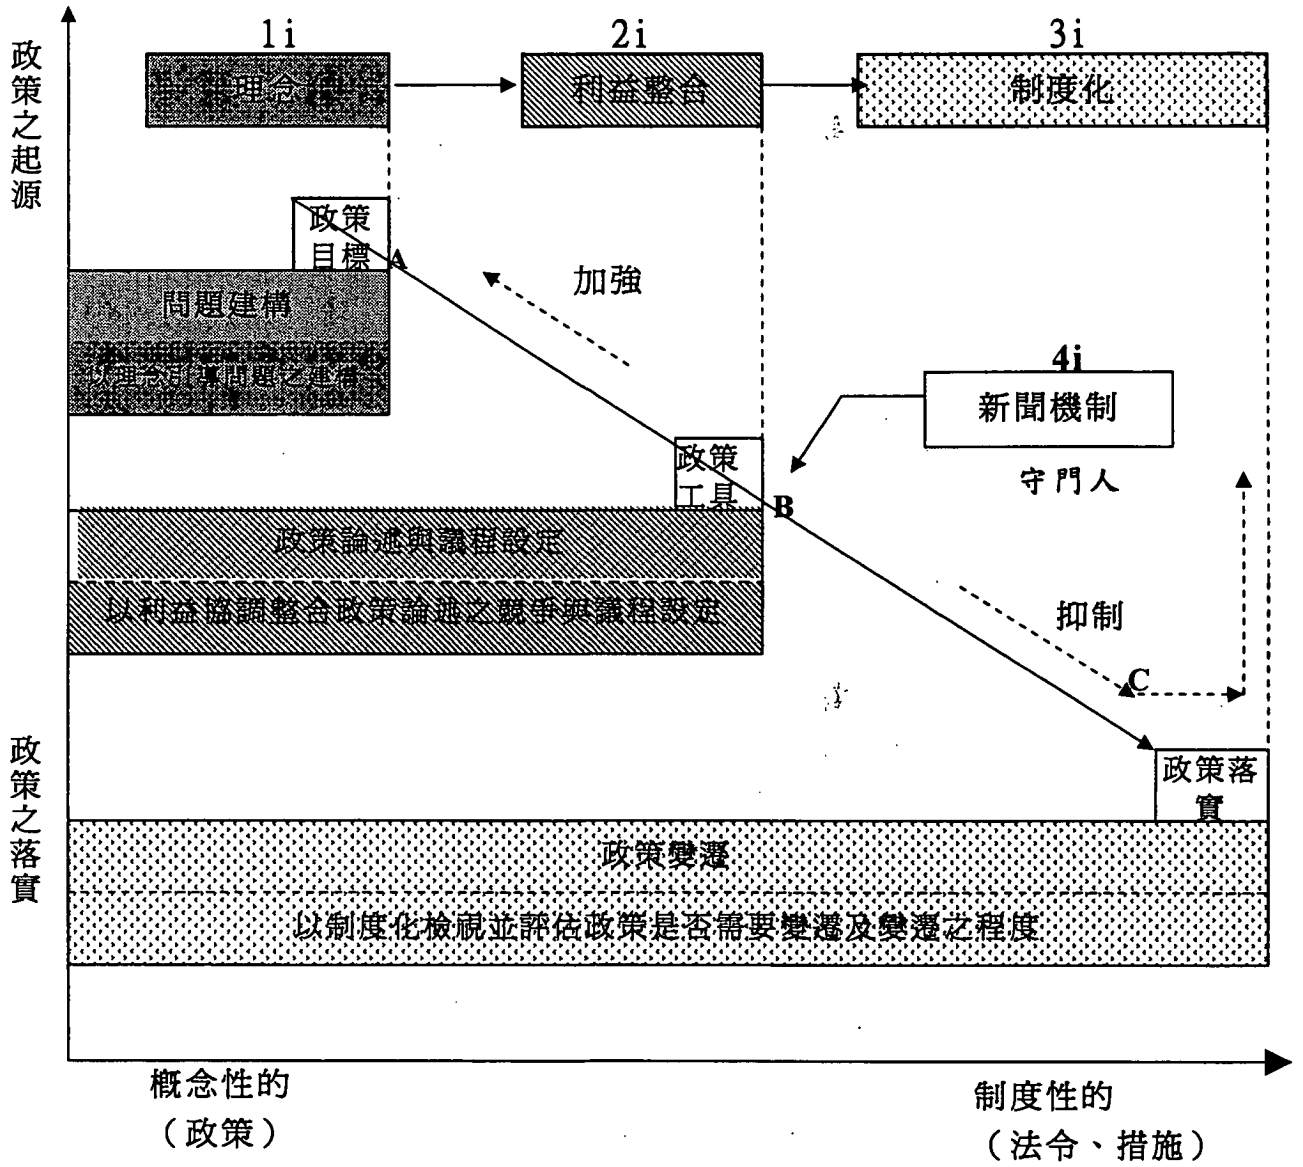 1i
2i
3i
理念
利益整合
制度化
政策之起源
政策
目標
A
加強
問題建構
以理念引導問題之建構
4i
新聞機制
守門人
政策
工具
B
政策論述與議程設定
以利益協調整合政策論述之競爭與議程設定
抑制
C
政策之落實
政策落
實
政策變遷
以制度化檢視並評估政策是否需要變遷及變遷之程度
概念性的
（政策）
制度性的
（法令、措施）